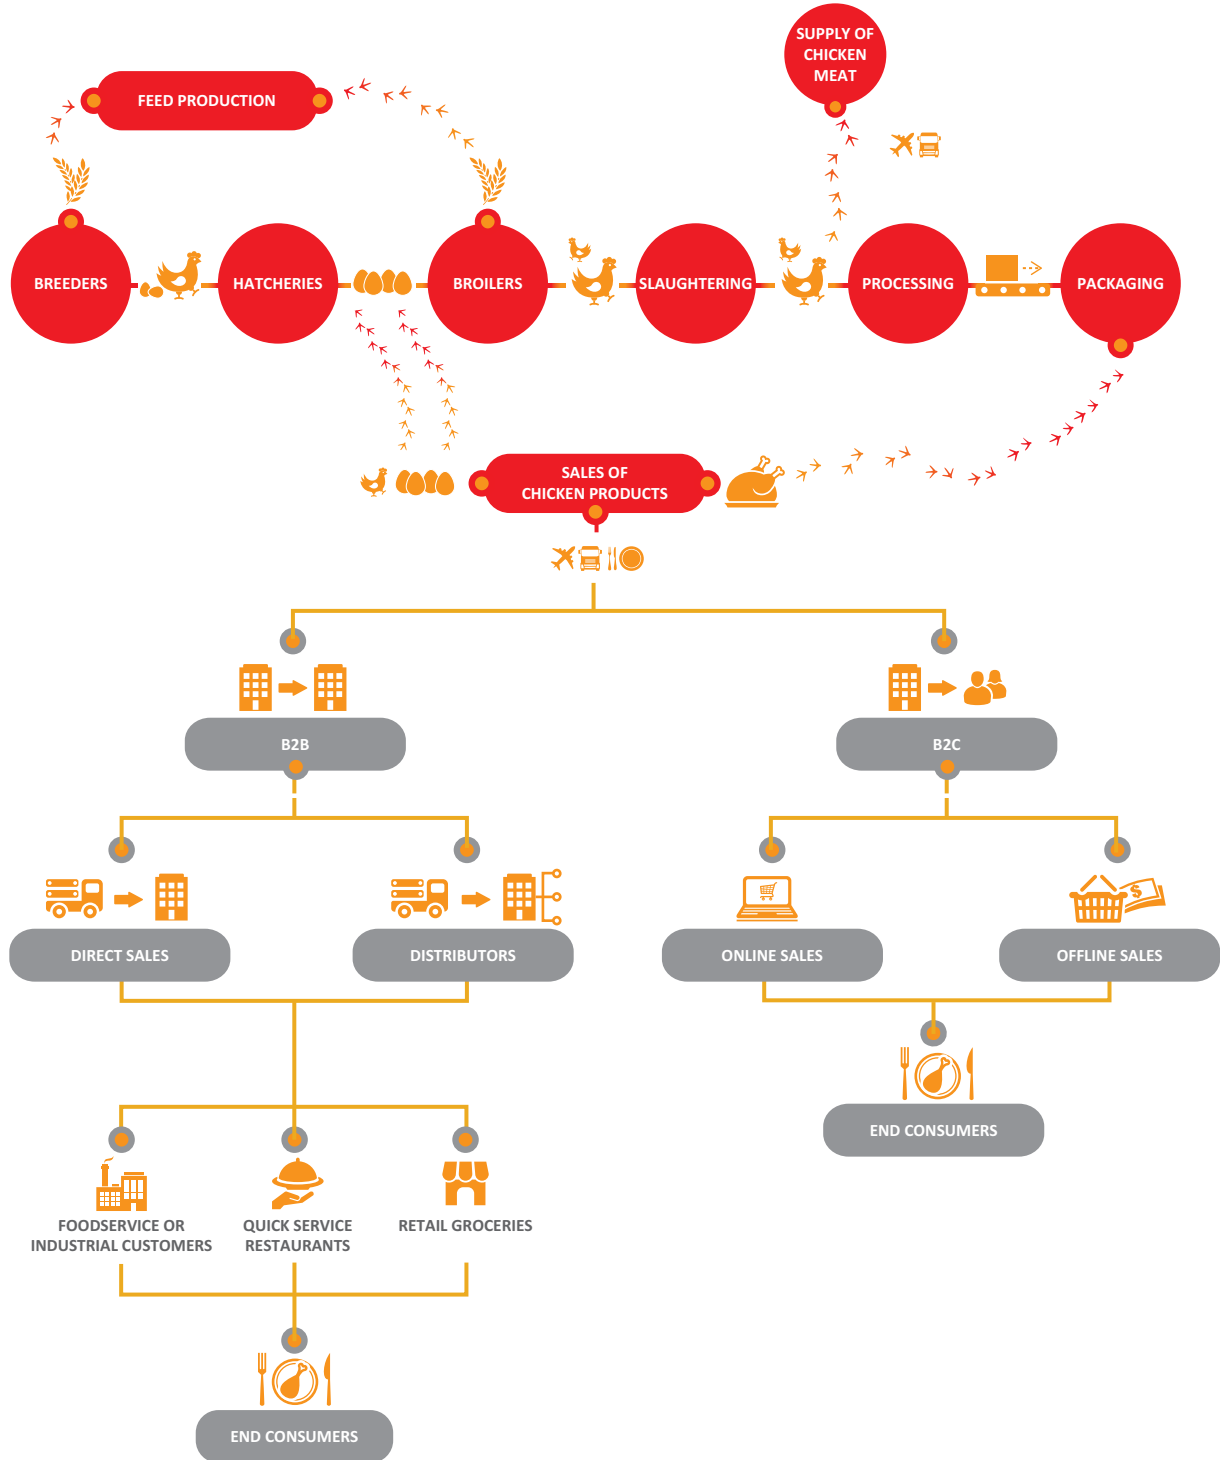 SUPPLY OF
CHICKEN
MEAT
FEED PRODUCTION
BREEDERS
HATCHERIES
BROILERS
SLAUGHTERING
PROCESSING
PACKAGING
SALES OF
CHICKEN PRODUCTS
B2B
B2C
DIRECT SALES
DISTRIBUTORS
ONLINE SALES
OFFLINE SALES
$
END CONSUMERS
FOODSERVICE OR
INDUSTRIAL CUSTOMERS
QUICK SERVICE
RESTAURANTS
RETAIL GROCERIES
END CONSUMERS